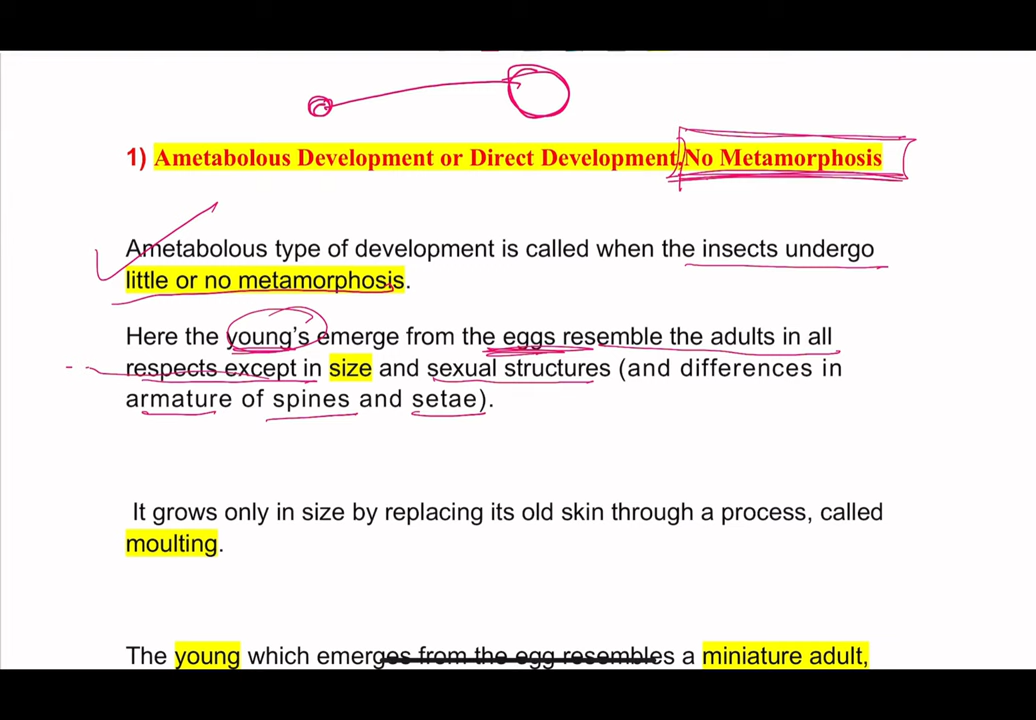 1) Ametabolous Development or Direct Development,No Metamorphosis
Ametabolous type of development is called when the insects undergo
little or no metamorphosis.
Here the young's emerge from the eggs resemble the adults in all
respects except in size and sexual structures (and differences in
armature of spines and setae).
It grows only in size by replacing its old skin through a process, called
moulting.
The young which emerges from the egg resembles a miniature adult,